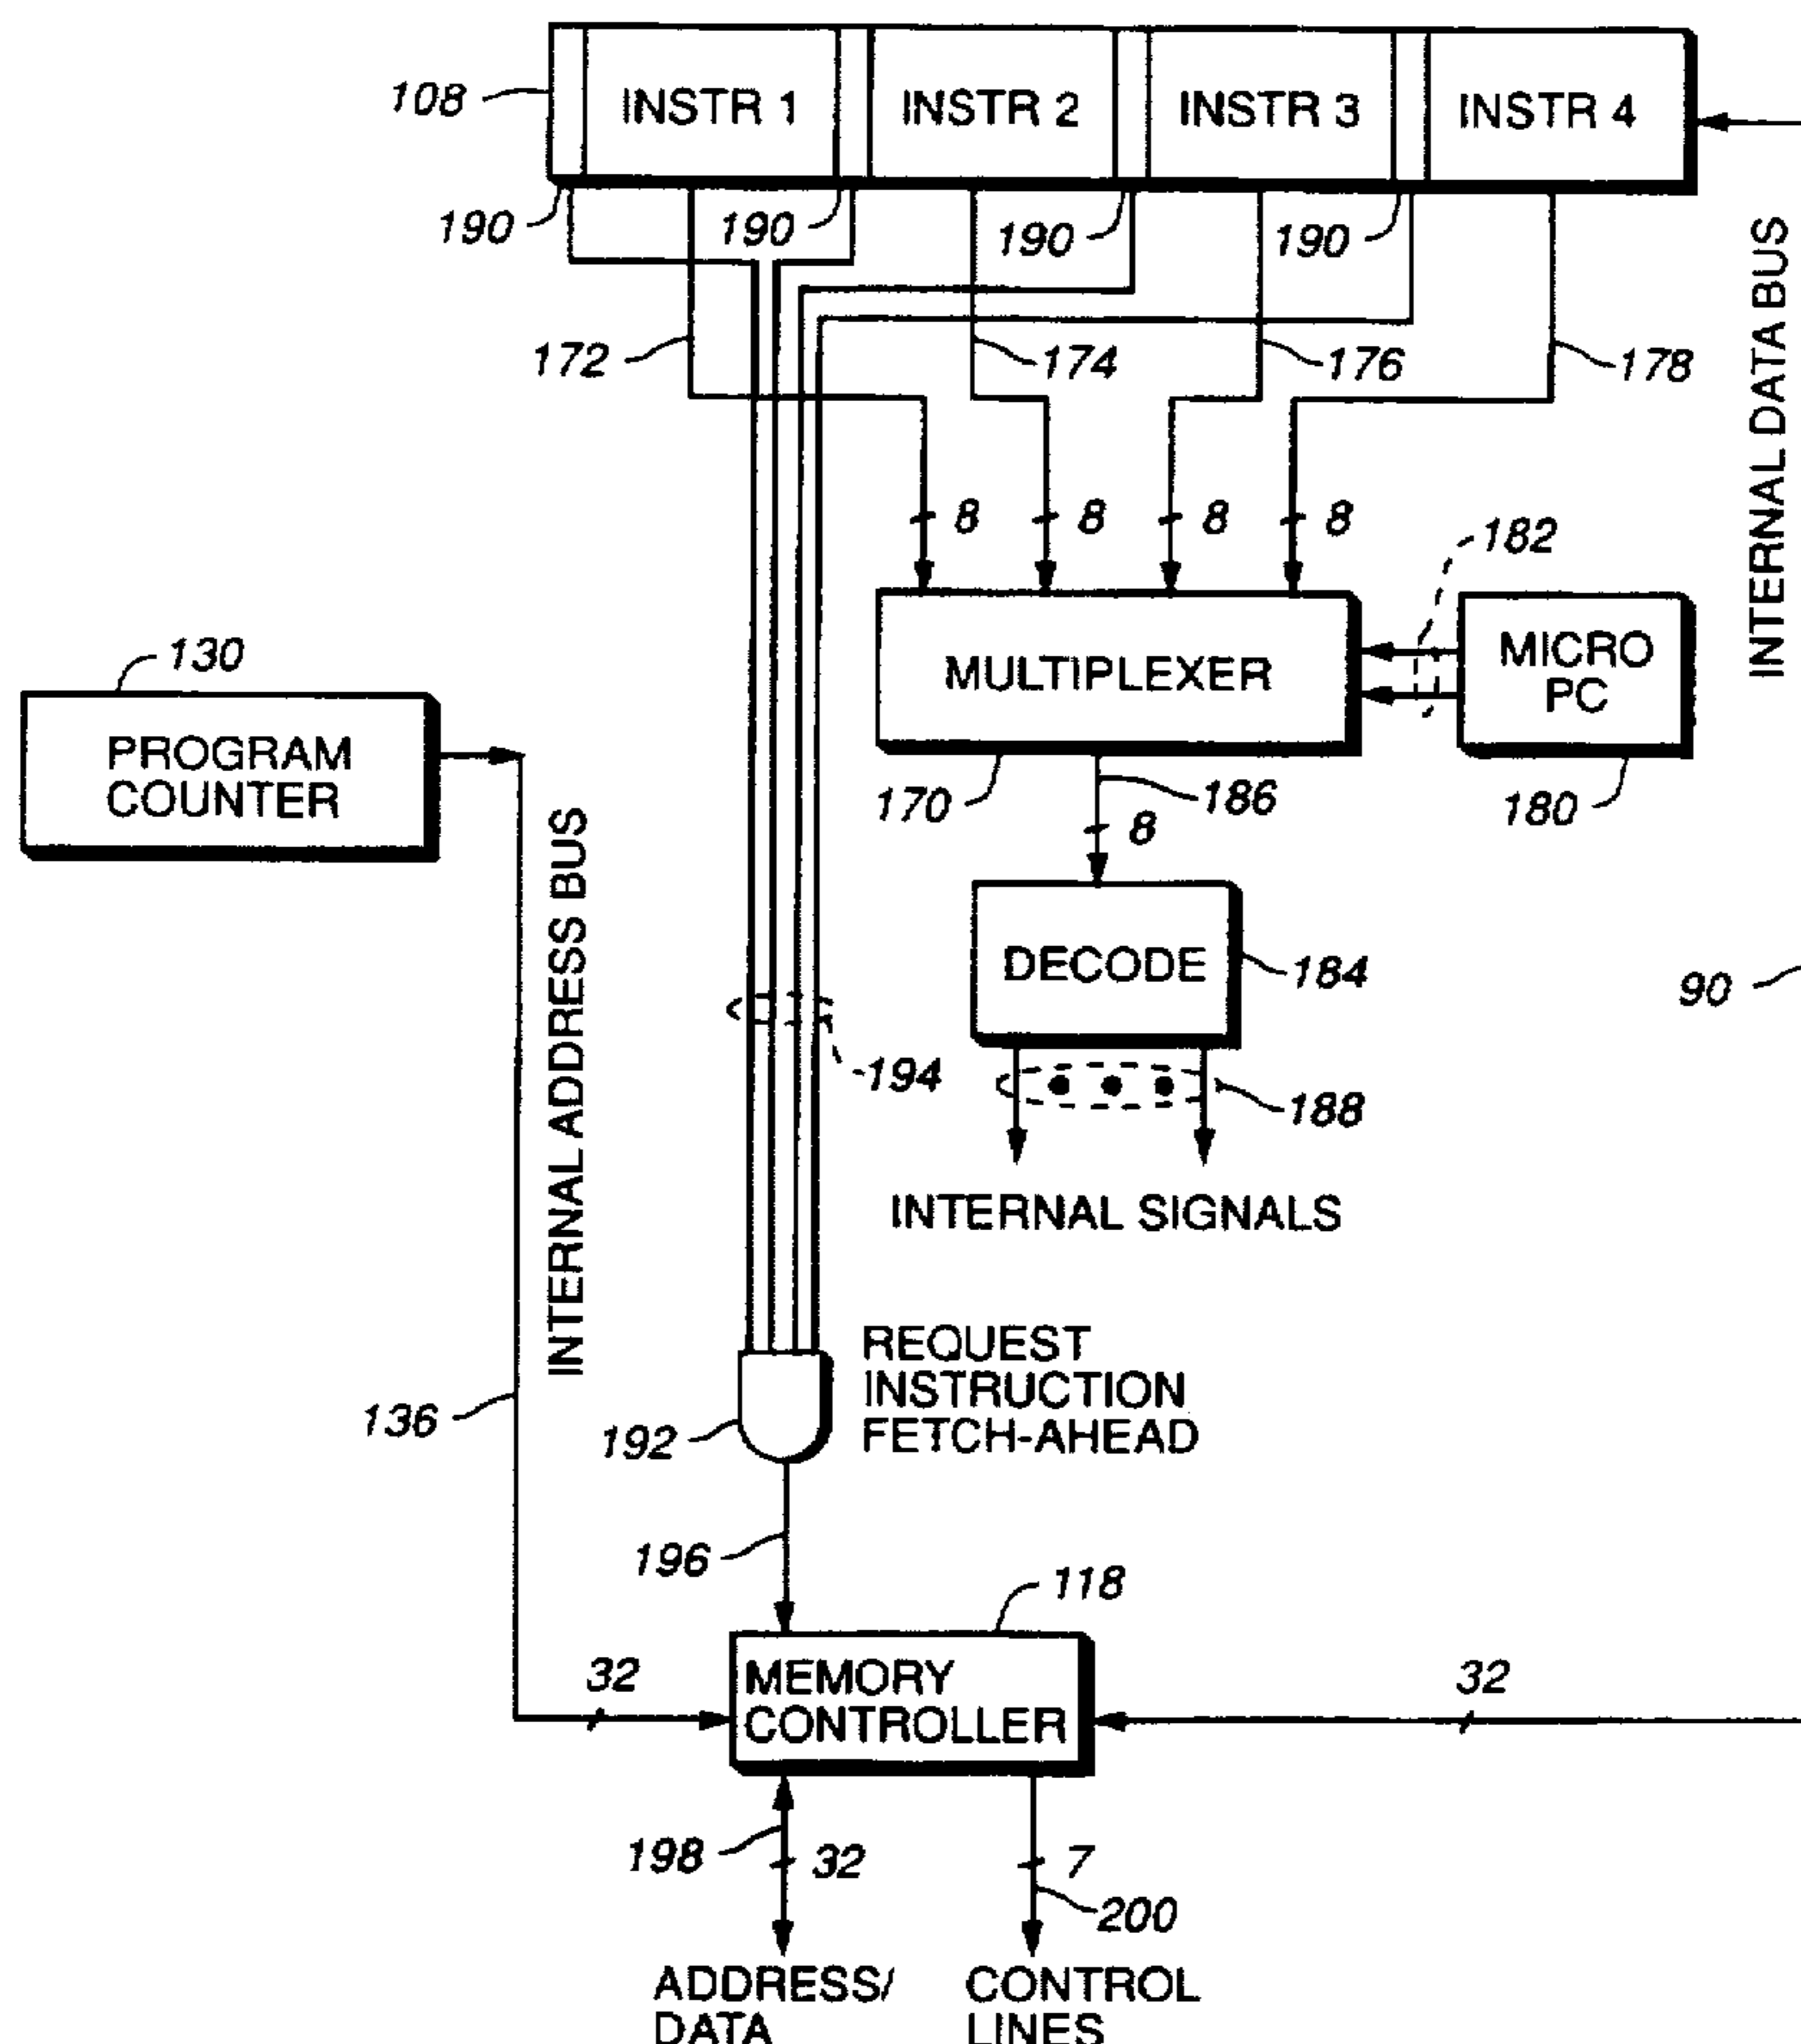 108
INSTR 1
INSTR 2
INSTR 3
INSTR 4
190
190
190
190
172
174
176
178
INTERNAL DATA BUS
8
8
8
8
182
130
PROGRAM
COUNTER
MULTIPLEXER
MICRO
PC
170
186
180
8
INTERNAL ADDRESS BUS
DECODE
184
90
194
188
INTERNAL SIGNALS
REQUEST
INSTRUCTION
FETCH-AHEAD
136
192
196
118
32
MEMORY
CONTROLLER
32
198
32
7
200
ADDRESS/
DATA
CONTROL
LINES